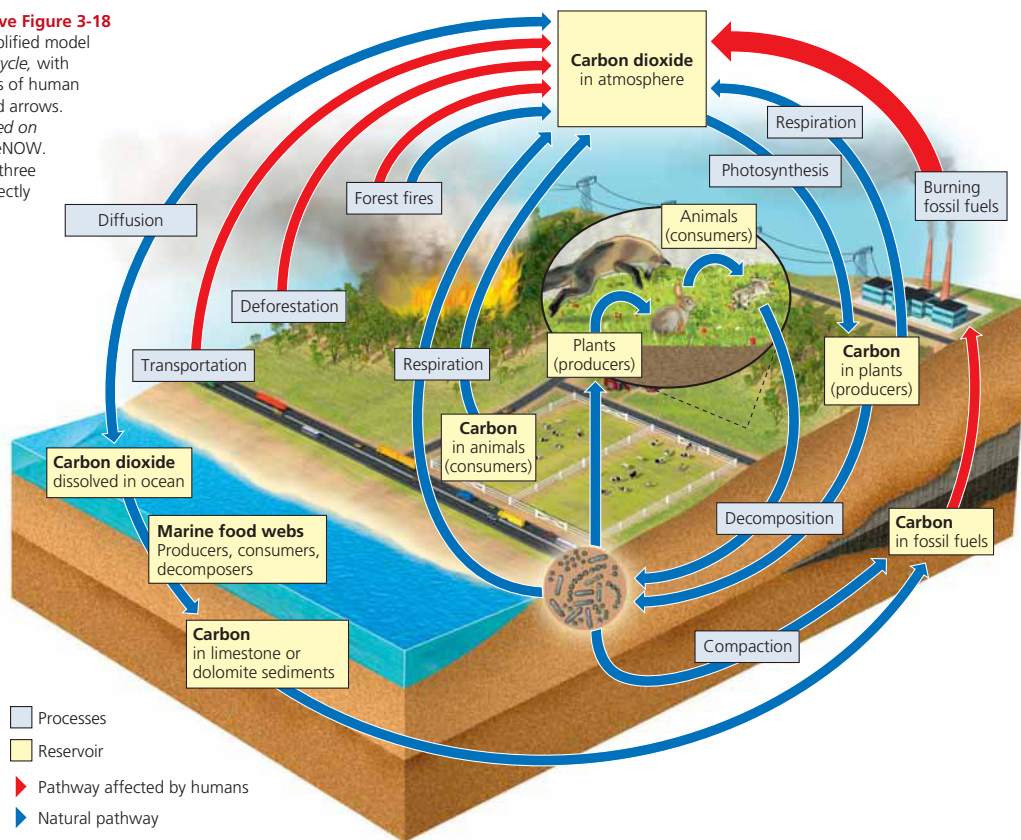 ve Figure 3-18
plified model
ycle, with
s of human
d arrows.
ed on
eNOW.
three
ectly
Carbon dioxide
in atmosphere
Respiration
Photosynthesis
Burning
fossil fuels
Forest fires
Diffusion
Animals
(consumers)
Deforestation
Plants
(producers)
Transportation
Respiration
Carbon
in plants
(producers)
Carbon
in animals
(consumers)
Carbon dioxide
dissolved in ocean
Marine food webs
Producers, consumers,
decomposers
Decomposition
Carbon
in fossil fuels
Carbon
in limestone or
dolomite sediments
Compaction
Processes
Reservoir
Pathway affected by humans
Natural pathway